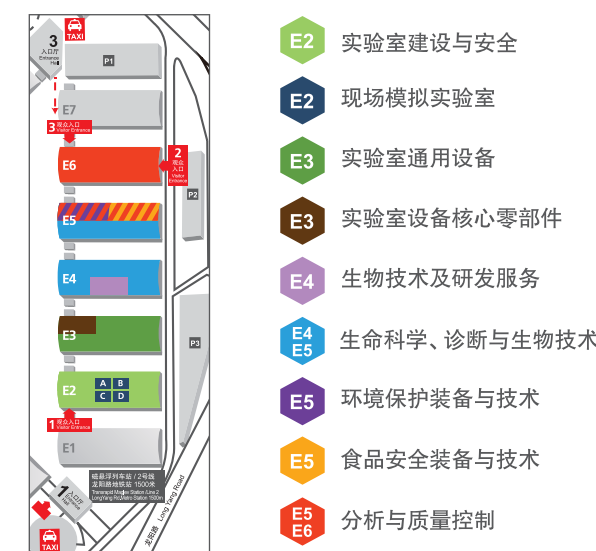 TAXI
3
入口厅
Entrance
Hall
P1
E7
3 观众入口
Visitor Entrance
E6
2
观众
入口
Visitor
Entrance
P2
E5
E4
E3
P3
E2
A B
C D
1 观众入口
Visitor Entrance
E1
磁悬浮列车站 / 2号线
龙阳路地铁站 1500米
Transrapid Maglev Station /Line 2
LongYang Rd.Metro Station 1500m
1 入口厅
Entrance
Hall
TAXI
龙阳路 Long Yang Road
E2 实验室建设与安全
E2 现场模拟实验室
E3 实验室通用设备
E3 实验室设备核心零部件
E4 生物技术及研发服务
E4
E5 生命科学、诊断与生物技术
E5 环境保护装备与技术
E5 食品安全装备与技术
E5
E6 分析与质量控制